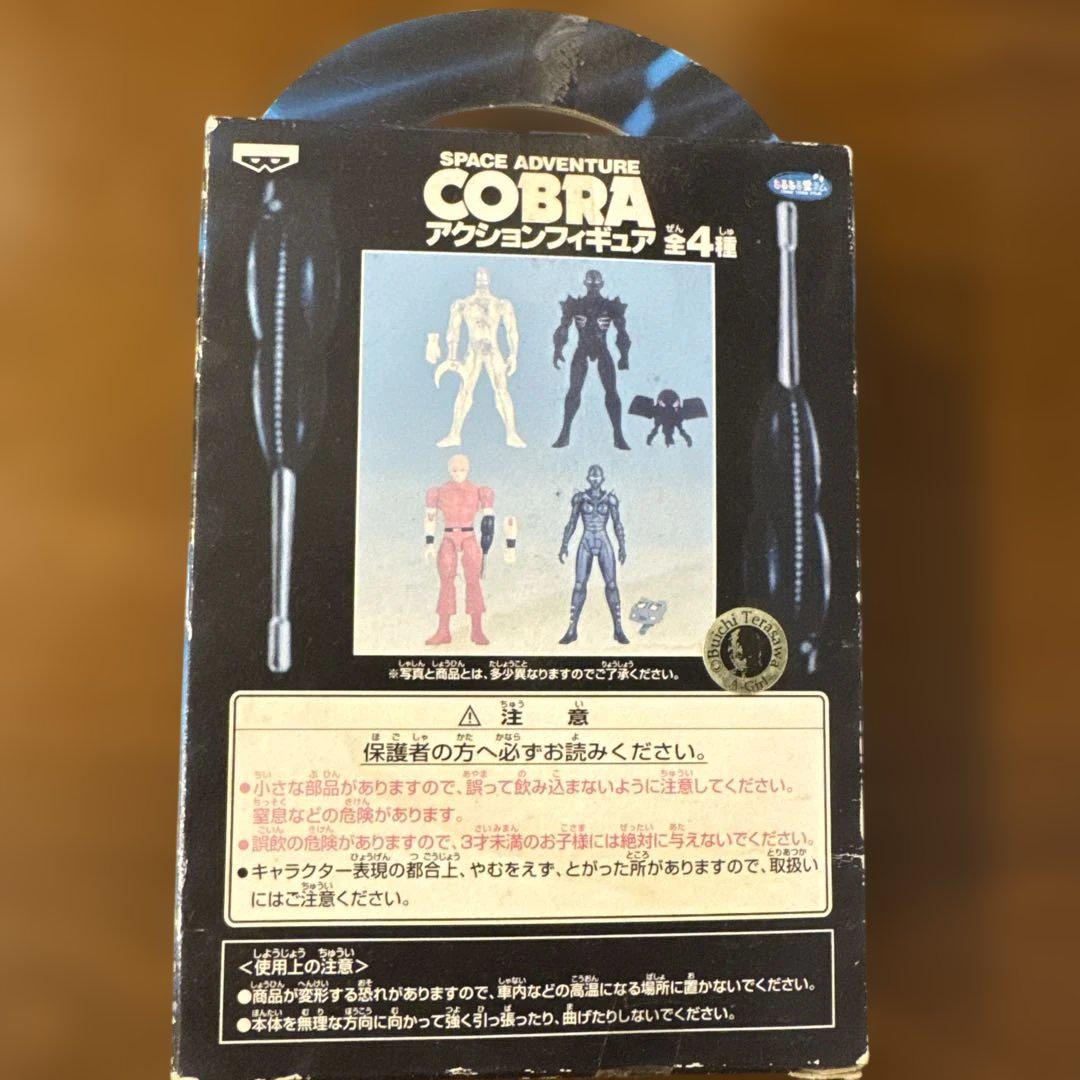 SPACE ADVENTURE
COBRA
アクションフィギュア 全4種
※写真と商品とは、多少異なりますのでご了承ください。
©Buichi Terasawa
A-Girl
⚠ 注 意
保護者の方へ必ずお読みください。
●小さな部品がありますので、誤って飲み込まないように注意してください。
窒息などの危険があります。
●誤飲の危険がありますので、3才未満のお子様には絶対に与えないでください。
●キャラクター表現の都合上、やむをえず、とがった所がありますので、取扱い
にはご注意ください。
<使用上の注意>
●商品が変形する恐れがありますので、車内などの高温になる場所に置かないでください。
●本体を無理な方向に向かって強く引っ張ったり、曲げたりしないでください。